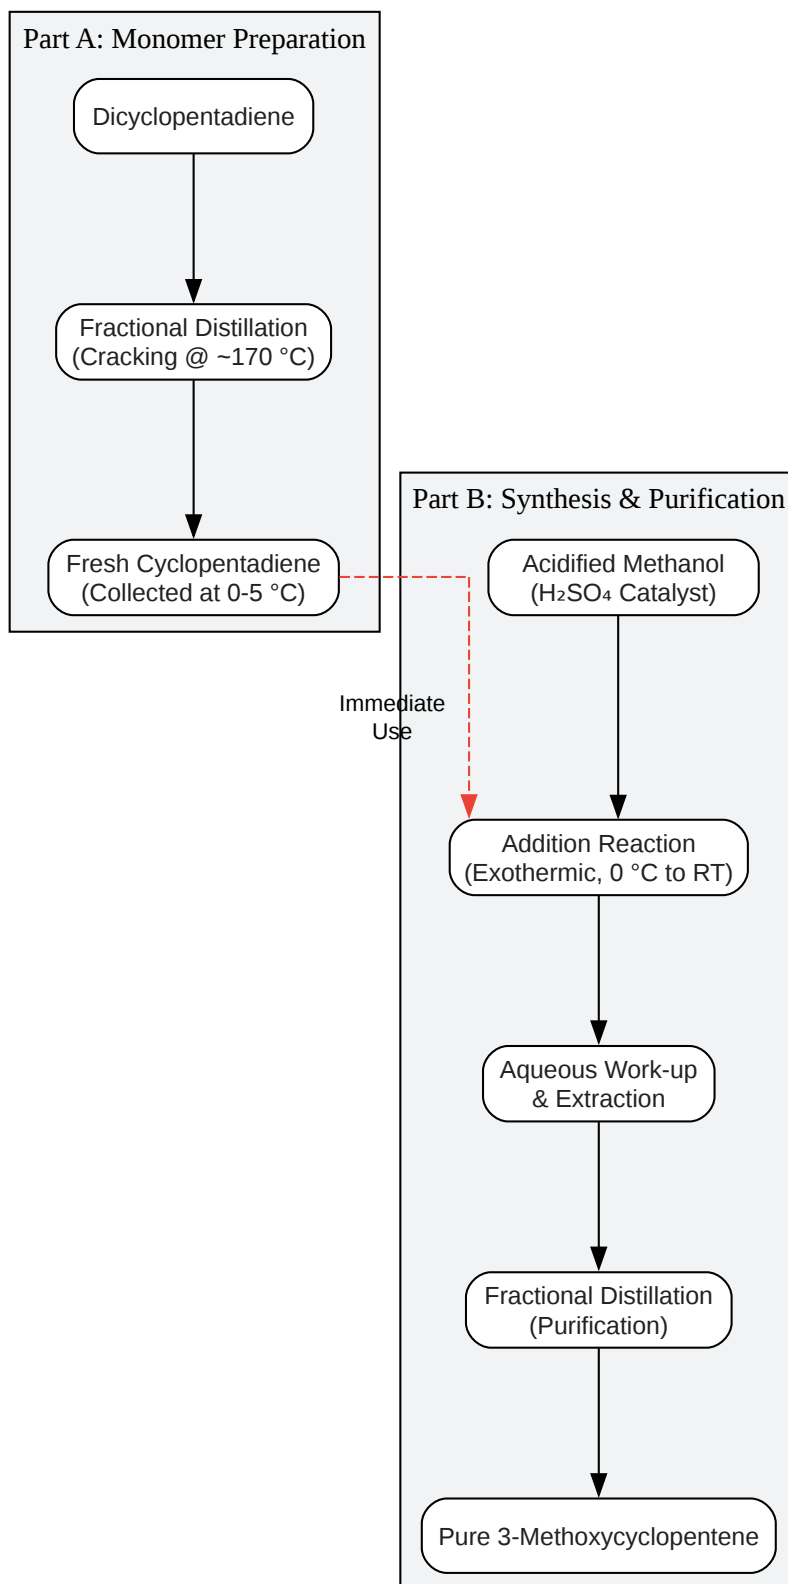 Part A: Monomer Preparation
Dicyclopentadiene
Fractional Distillation
(Cracking @ ~170 °C)
Fresh Cyclopentadiene
(Collected at 0-5 °C)
Immediate
Use
Part B: Synthesis & Purification
Acidified Methanol
(H₂SO₄ Catalyst)
Addition Reaction
(Exothermic, 0 °C to RT)
Aqueous Work-up
& Extraction
Fractional Distillation
(Purification)
Pure 3-Methoxycyclopentene